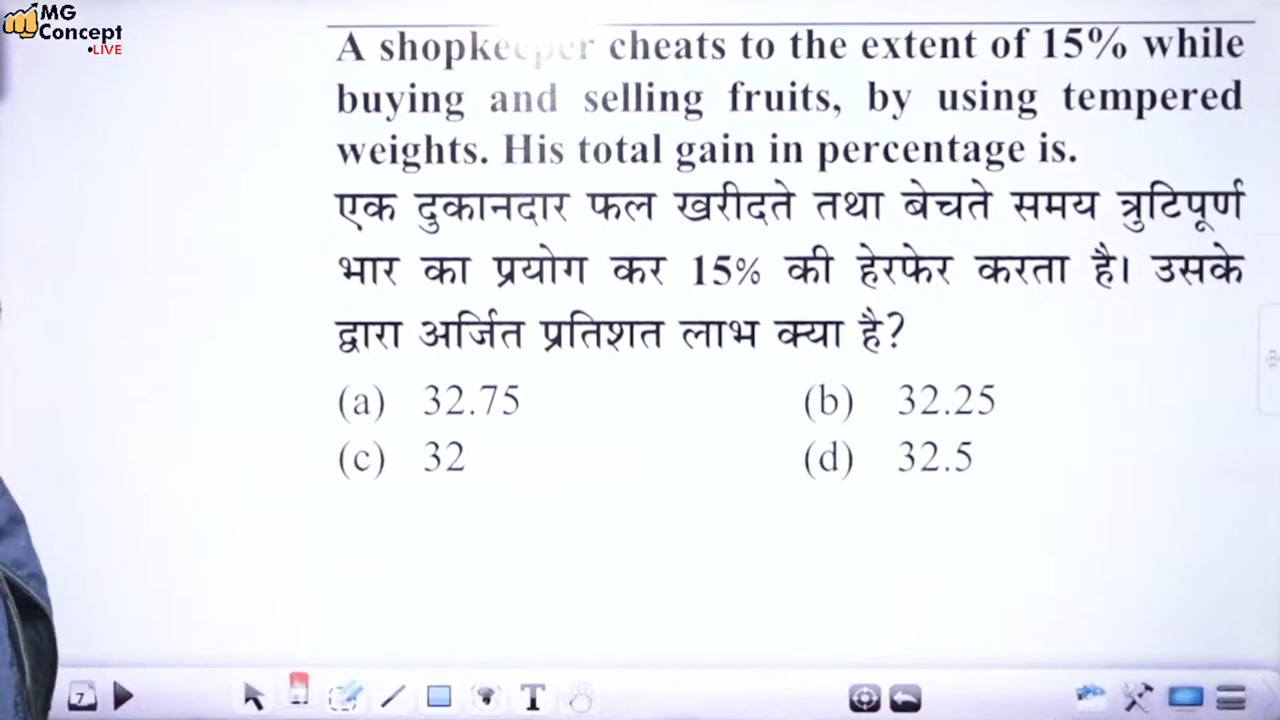 MG
Concept
•LIVE
A shopkeeper cheats to the extent of 15% while
buying and selling fruits, by using tempered
weights. His total gain in percentage is.
एक दुकानदार फल खरीदते तथा बेचते समय त्रुटिपूर्ण
भार का प्रयोग कर 15% की हेरफेर करता है। उसके
द्वारा अर्जित प्रतिशत लाभ क्या है?
(a) 32.75 (b) 32.25
(c) 32 (d) 32.5
7 T